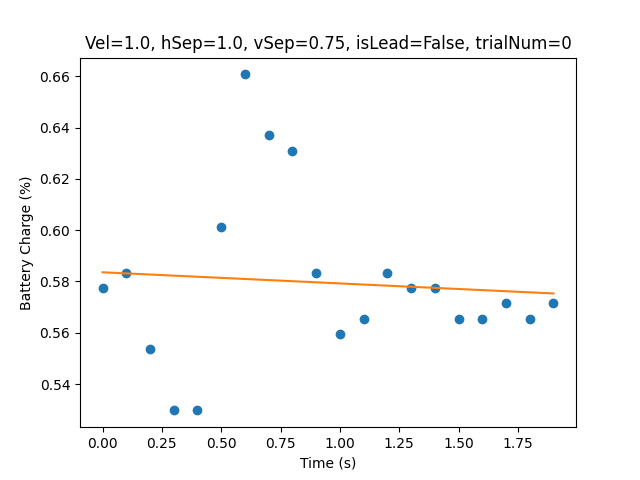 Vel=1.0, hSep=1.0, vSep=0.75, isLead=False, trialNum=0
0.66
0.64
0.62
0.60
0.58
0.56
0.54
Battery Charge (%)
0.00 0.25 0.50 0.75 1.00 1.25 1.50 1.75
Time (s)